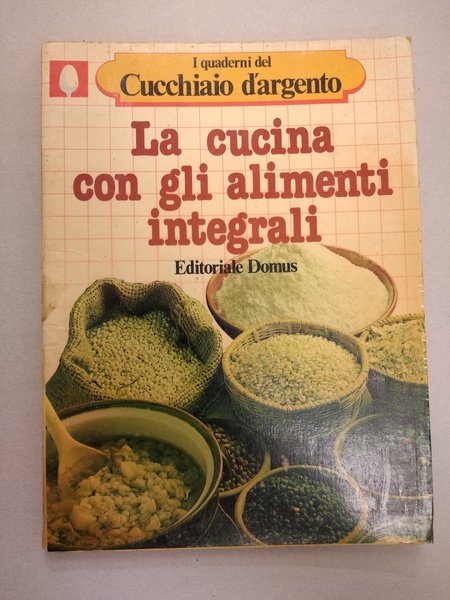 I quaderni del
Cucchiaio d'argento
La cucina
con gli alimenti
integrali
Editoriale Domus